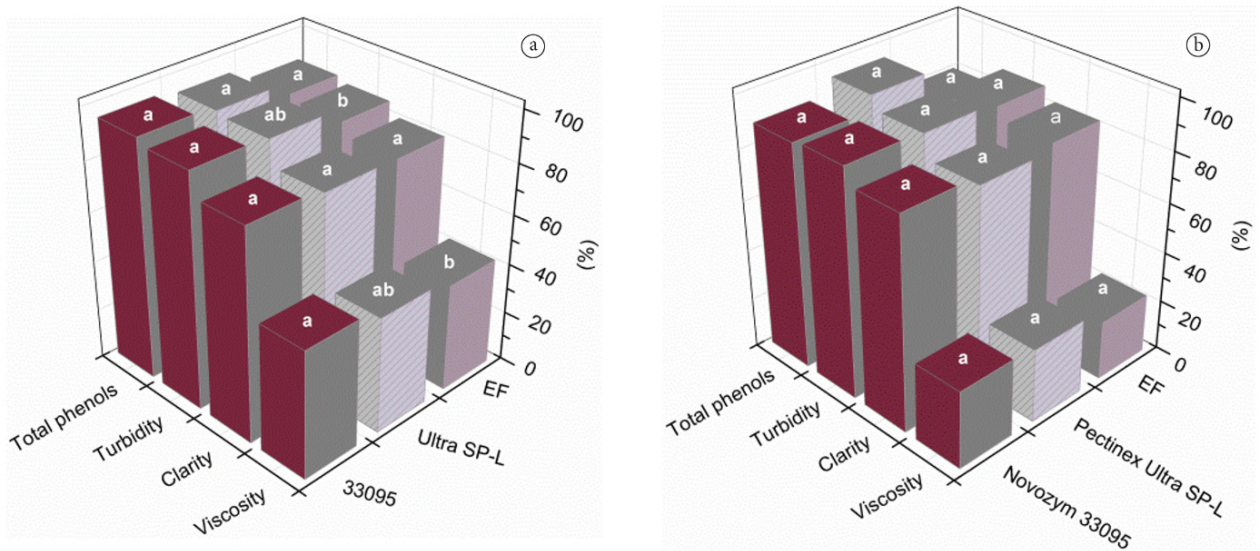 a
a
a
a
ab
b
a
a
a
a
ab
b
100
80
60
40
20
0
(%)
Total phenols
Turbidity
Clarity
Viscosity
33095
Ultra SP-L
EF
b
a
a
a
a
a
a
a
a
a
a
a
a
100
80
60
40
20
0
(%)
Total phenols
Turbidity
Clarity
Viscosity
Novozym 33095
Pectinex Ultra SP-L
EF